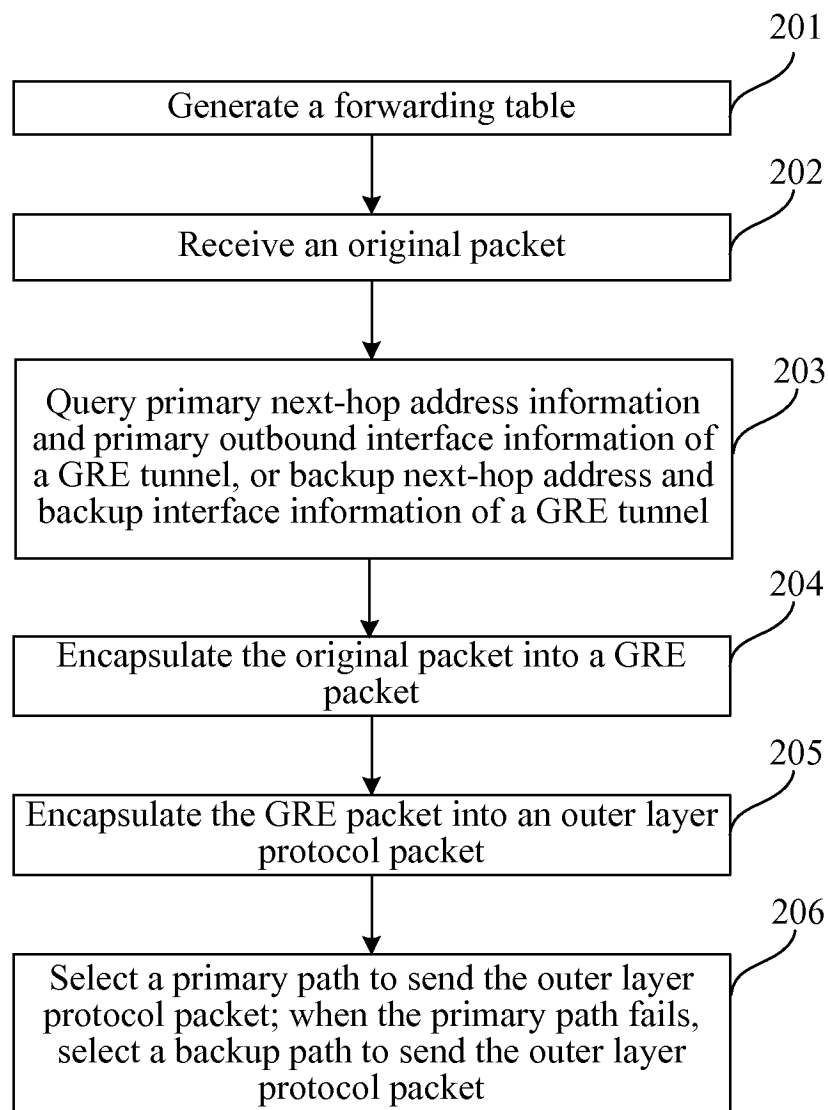 201
Generate a forwarding table
202
Receive an original packet
203
Query primary next-hop address information
and primary outbound interface information of
a GRE tunnel, or backup next-hop address and
backup interface information of a GRE tunnel
204
Encapsulate the original packet into a GRE
packet
205
Encapsulate the GRE packet into an outer layer
protocol packet
206
Select a primary path to send the outer layer
protocol packet; when the primary path fails,
select a backup path to send the outer layer
protocol packet